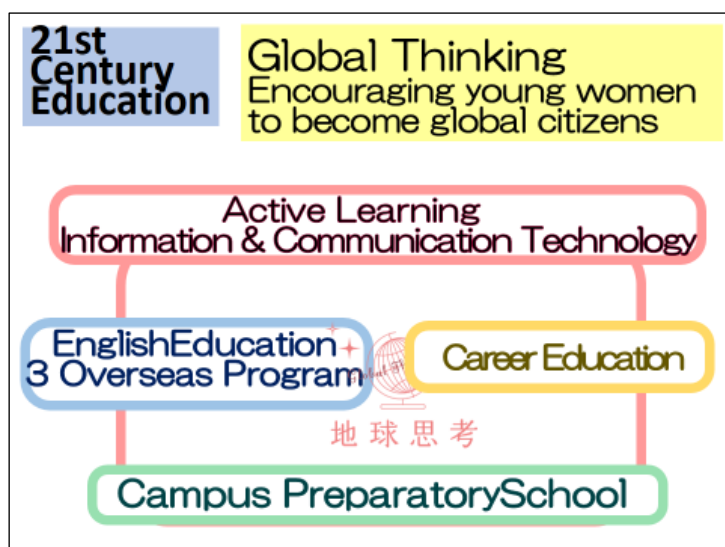 21st
Century
Education
Global Thinking
Encouraging young women
to become global citizens
Active Learning
Information & Communication Technology
EnglishEducation
3 Overseas Program
Career Education
地球思考
Campus PreparatorySchool